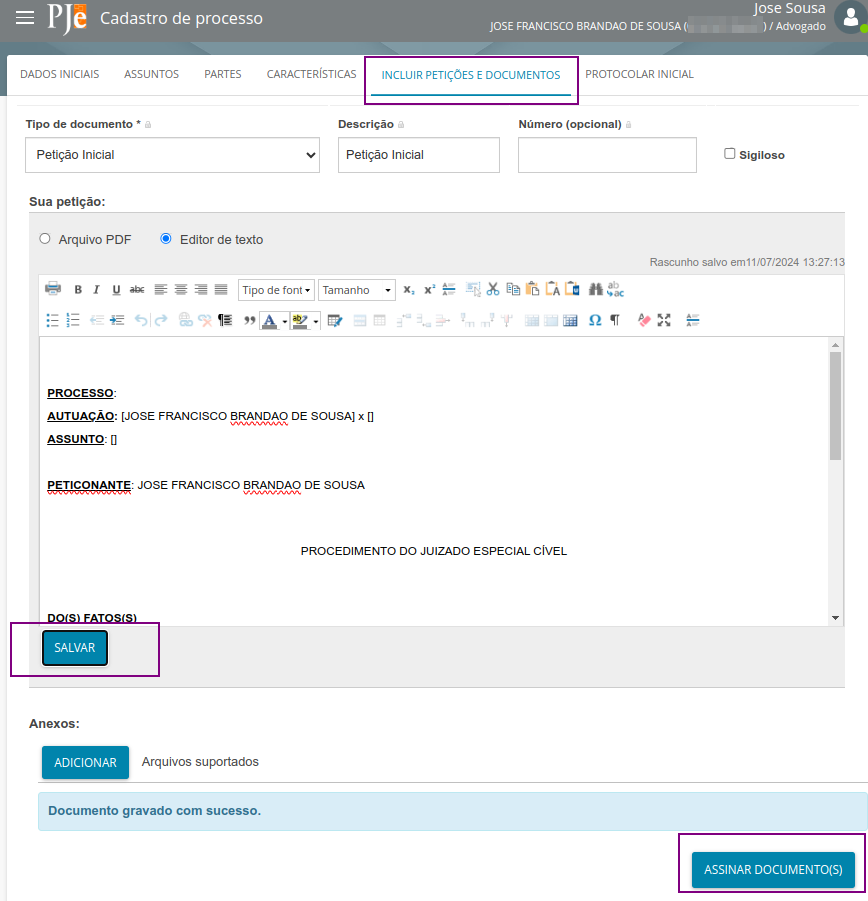 PJe Cadastro de processo
Jose Sousa
JOSE FRANCISCO BRANDAO DE SOUSA ( ) / Advogado
DADOS INICIAIS ASSUNTOS PARTES CARACTERÍSTICAS INCLUIR PETIÇÕES E DOCUMENTOS PROTOCOLAR INICIAL
Tipo de documento * Descrição Número (opcional)
Petição Inicial Petição Inicial Sigiloso
Sua petição:
Arquivo PDF Editor de texto
Rascunho salvo em11/07/2024 13:27:13
B I U abc Tipo de font Tamanho x₂ x²
PROCESSO:
AUTUAÇÃO: [JOSE FRANCISCO BRANDAO DE SOUSA] x []
ASSUNTO: []
PETICONANTE: JOSE FRANCISCO BRANDAO DE SOUSA
PROCEDIMENTO DO JUIZADO ESPECIAL CÍVEL
DO(S) FATOS(S)
SALVAR
Anexos:
ADICIONAR Arquivos suportados
Documento gravado com sucesso.
ASSINAR DOCUMENTO(S)